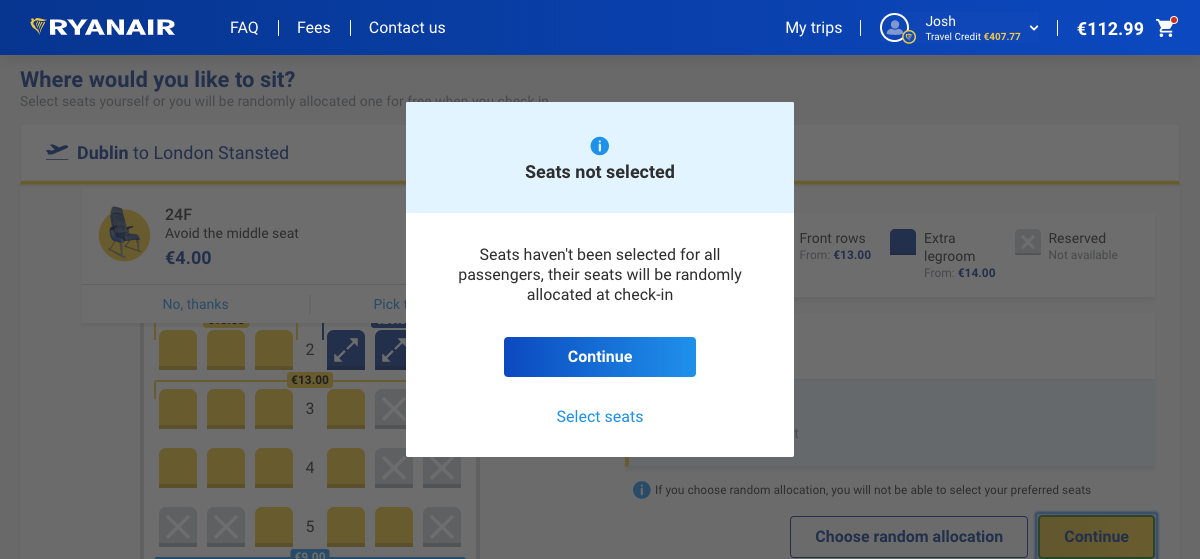 RYANAIR
FAQ
Fees
Contact us
My trips
Josh
Travel Credit €407.77
€112.99
Where would you like to sit?
Select seats yourself or you will be randomly allocated one for free when you check in
Dublin to London Stansted
24F
Avoid the middle seat
€4.00
No, thanks
Pick
Front rows
From: €13.00
Extra
legroom
From: €14.00
Reserved
Not available
i
Seats not selected
Seats haven't been selected for all
passengers, their seats will be randomly
allocated at check-in
Continue
Select seats
2
€13.00
3
4
5
€9.00
i If you choose random allocation, you will not be able to select your preferred seats
Choose random allocation
Continue